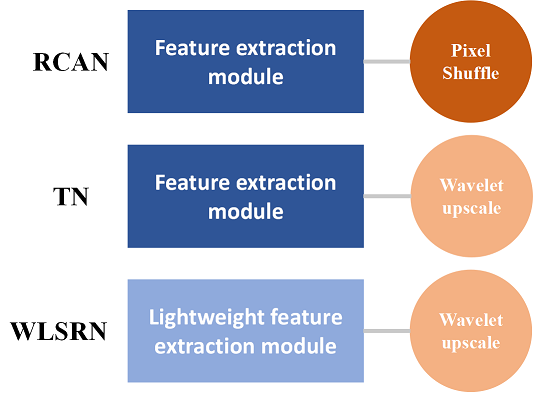 RCAN
Feature extraction
module
Pixel
Shuffle
TN
Feature extraction
module
Wavelet
upscale
WLSRN
Lightweight feature
extraction module
Wavelet
upscale